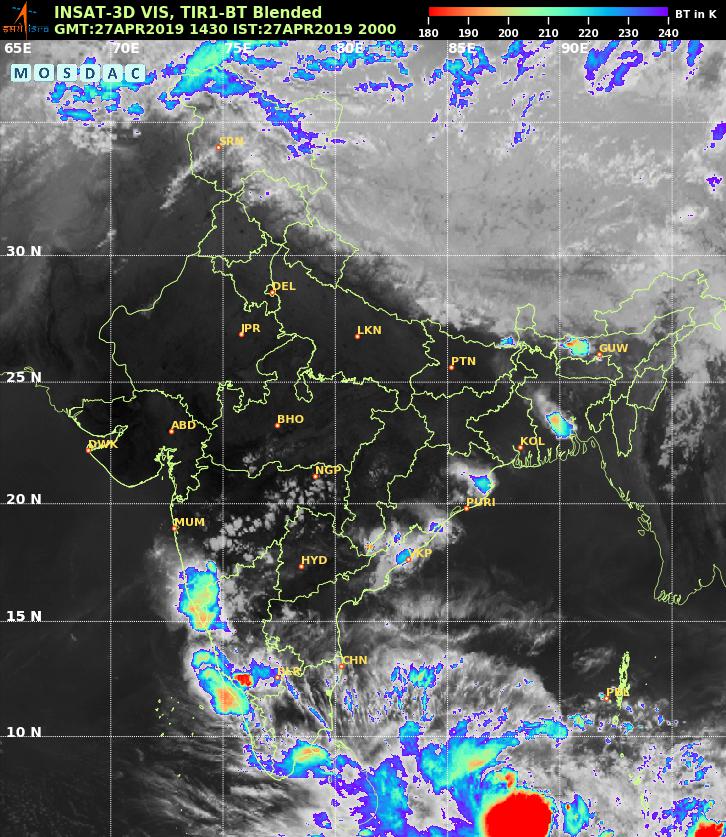 INSAT-3D VIS, TIR1-BT Blended
GMT:27APR2019 1430 IST:27APR2019 2000
180 190 200 210 220 230 240 BT in K
65E 70E 75E 80E 85E 90E
MOSDAC
SRN
30 N
DEL
JPR
LKN
GUW
PTN
25 N
ABD
BHO
DWK
KOL
NGP
20 N
PURI
MUM
HYD
15 N
CHN
10 N